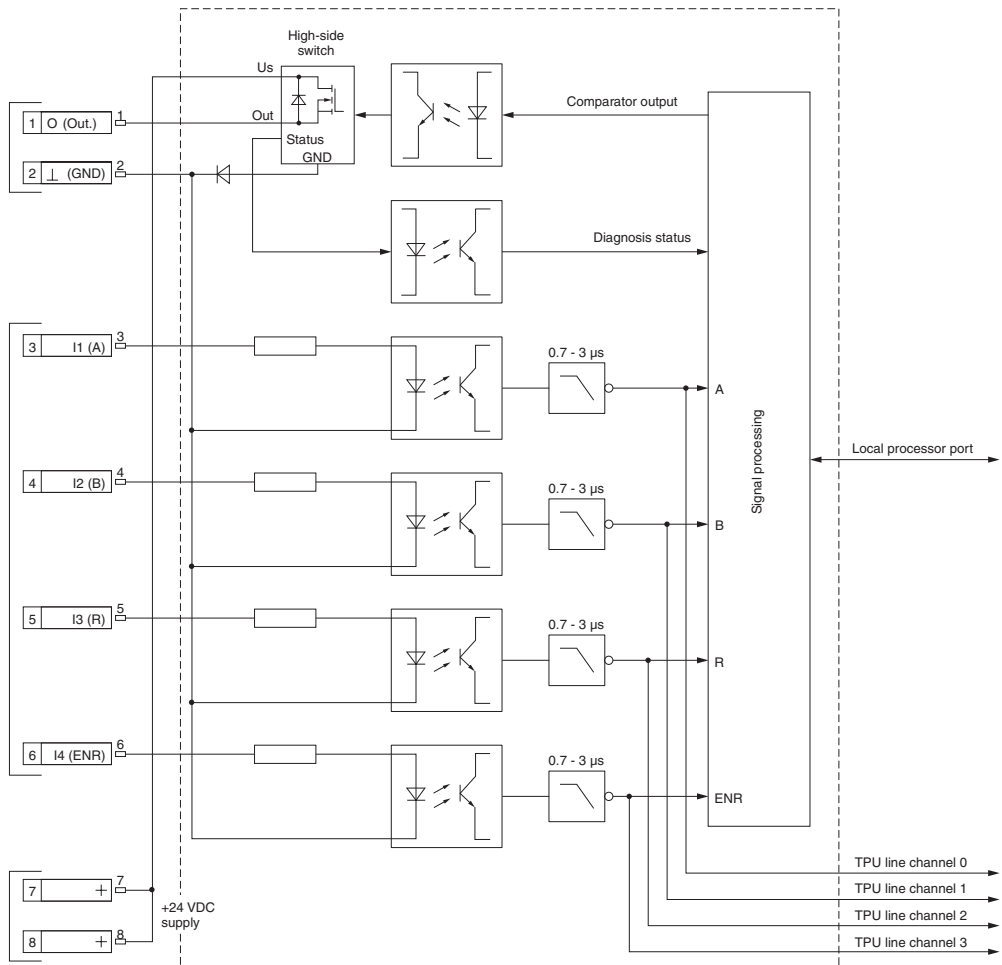 High-side
switch
Us
Out
Status
GND
1 O (Out.) 1
2 ⊥ (GND) 2
Comparator output
Diagnosis status
3 I1 (A) 3
0.7 - 3 µs
A
4 I2 (B) 4
0.7 - 3 µs
B
Signal processing
Local processor port
5 I3 (R) 5
0.7 - 3 µs
R
6 I4 (ENR) 6
0.7 - 3 µs
ENR
7 + 7
+24 VDC
supply
8 + 8
TPU line channel 0
TPU line channel 1
TPU line channel 2
TPU line channel 3